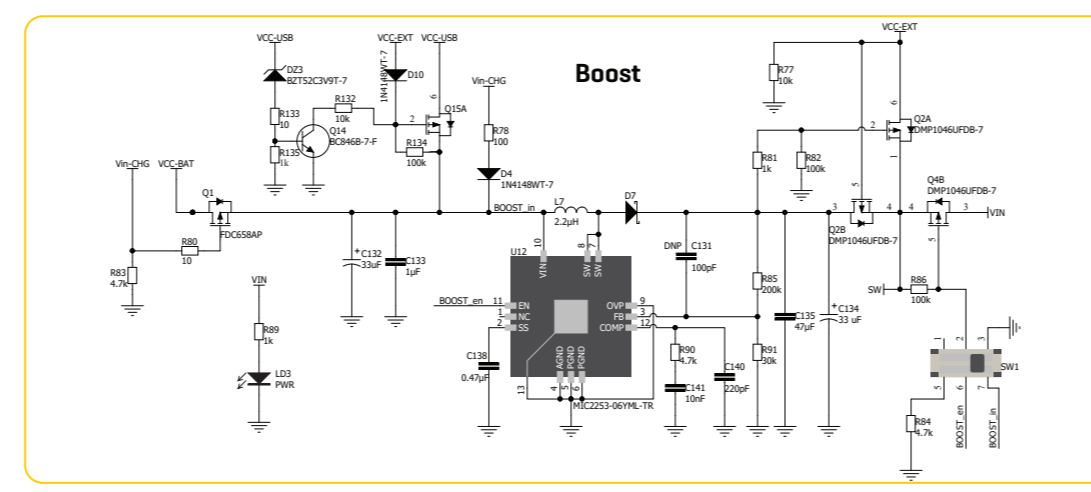 Boost
VCC-USB
DZ3
BZT52C3V9T-7
R133
10
R135
1k
R132
10k
Q14
BC846B-7-F
VCC-EXT
1N4148WT-7
D10
VCC-USB
6
Q15A
2
R134
100k
Vin-CHG
R78
100
D4
1N4148WT-7
Vin-CHG
VCC-BAT
Q1
FDC658AP
R80
10
R83
4.7k
VIN
R89
1k
LD3
PWR
C132
33uF
C133
1µF
BOOST_in
L7
2.2µH
D7
U12
10
VIN
8
SW
7
SW
BOOST_en
11
EN
1
NC
2
SS
OVP
9
FB
3
COMP
12
AGND
PGND
PGND
13
4
5
6
MIC2253-06YML-TR
C138
0.47µF
DNP
C131
100pF
R90
4.7k
C141
10nF
C140
220pF
R81
1k
R82
100k
R85
200k
R91
30k
C135
47µF
C134
33 uF
R77
10k
VCC-EXT
6
2
Q2A
DMP1046UFDB-7
1
5
3
4
Q2B
DMP1046UFDB-7
Q4B
DMP1046UFDB-7
4
3
VIN
5
SW
R86
100k
1
2
3
SW1
5
6
7
R84
4.7k
BOOST_en
BOOST_in